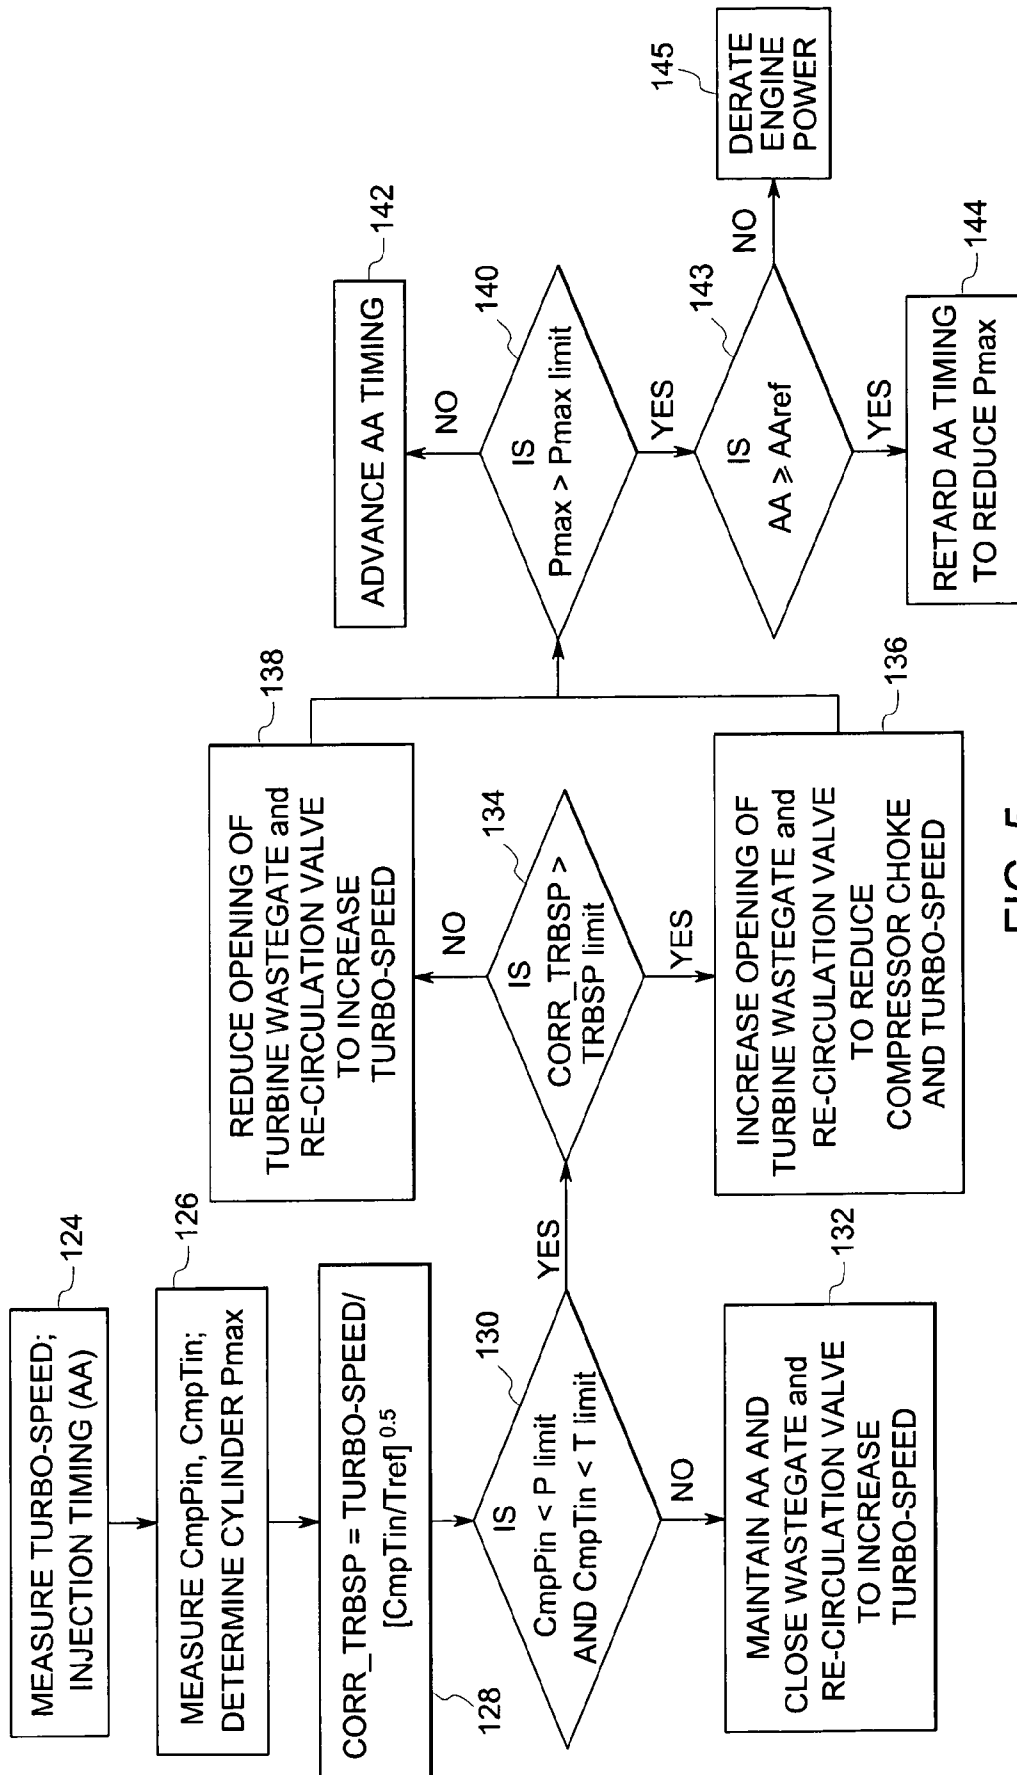 MEASURE TURBO-SPEED;
INJECTION TIMING (AA)
124
MEASURE CmpPin, CmpTin;
DETERMINE CYLINDER Pmax
126
CORR_TRBSP = TURBO-SPEED/
[CmpTin/Tref] 0.5
128
IS
CmpPin < P limit
AND CmpTin < T limit
130
YES
NO
MAINTAIN AA AND
CLOSE WASTEGATE and
RE-CIRCULATION VALVE
TO INCREASE
TURBO-SPEED
132
IS
CORR_TRBSP >
TRBSP limit
134
NO
YES
REDUCE OPENING OF
TURBINE WASTEGATE and
RE-CIRCULATION VALVE
TO INCREASE
TURBO-SPEED
138
INCREASE OPENING OF
TURBINE WASTEGATE and
RE-CIRCULATION VALVE
TO REDUCE
COMPRESSOR CHOKE
AND TURBO-SPEED
136
IS
Pmax > Pmax limit
140
NO
ADVANCE AA TIMING
142
YES
IS
AA ⩾ AAref
143
NO
DERATE
ENGINE
POWER
145
YES
RETARD AA TIMING
TO REDUCE Pmax
144